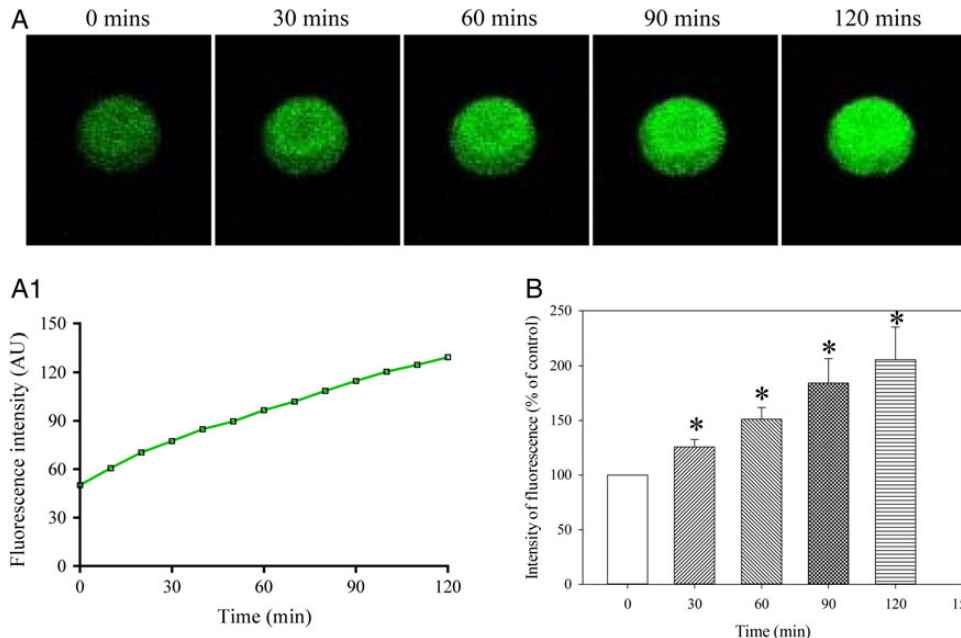 A
0 mins 30 mins 60 mins 90 mins 120 mins
A1
Fluorescence intensity (AU)
150
120
90
60
30
0
0 30 60 90 120
Time (min)
B
Intensity of fluorescence (% of control)
250
200
150
100
50
0
* * * *
0 30 60 90 120 15
Time (min)